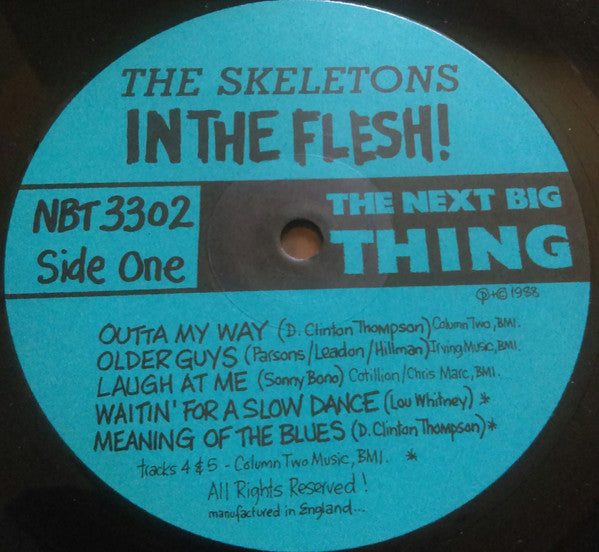 THE SKELETONS
IN THE FLESH!
NBT 3302
Side One
THE NEXT BIG
THING
℗+© 1988
OUTTA MY WAY (D. Clinton Thompson) Column Two, BMI.
OLDER GUYS (Parsons/Leadon/Hillman) Irving Music, BMI.
LAUGH AT ME (Sonny Bono) Cotillion/Chris Marc, BMI.
WAITIN' FOR A SLOW DANCE (Lou Whitney) *
MEANING OF THE BLUES (D. Clinton Thompson) *
tracks 4 & 5 - Column Two Music, BMI. *
All Rights Reserved!
manufactured in England...